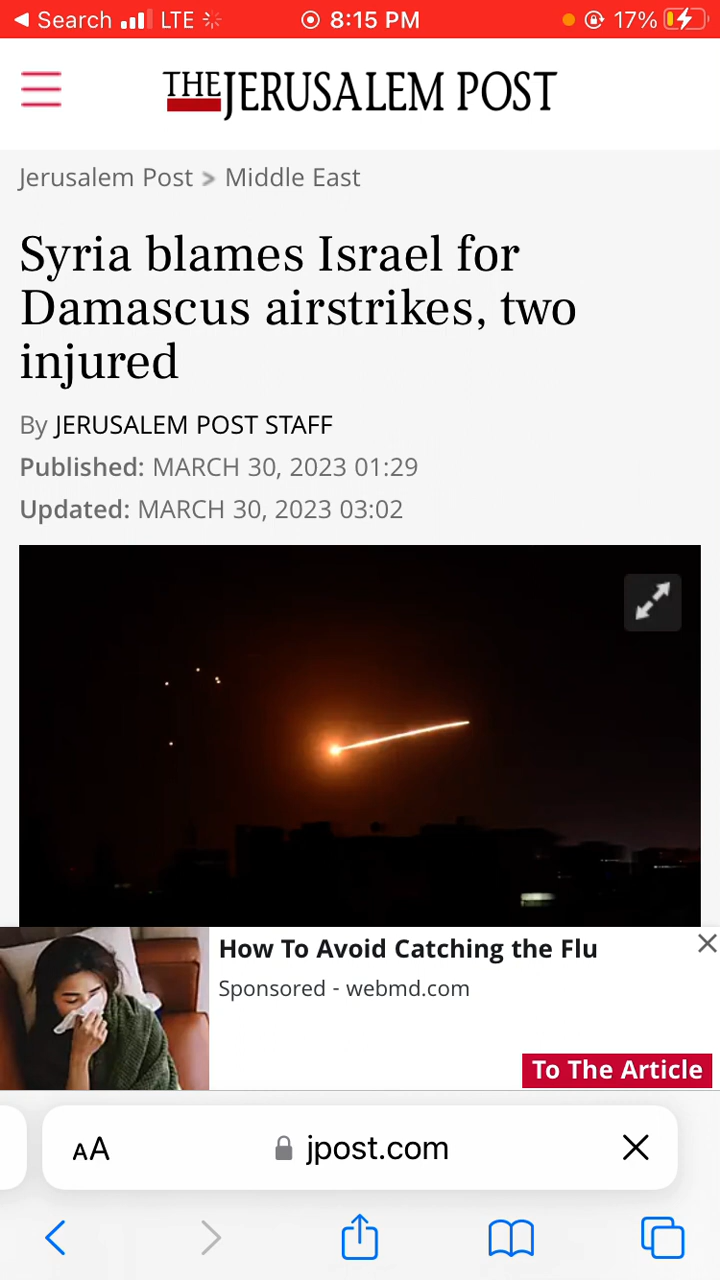 Search LTE 8:15 PM 17%
THE JERUSALEM POST
Jerusalem Post > Middle East
Syria blames Israel for
Damascus airstrikes, two
injured
By JERUSALEM POST STAFF
Published: MARCH 30, 2023 01:29
Updated: MARCH 30, 2023 03:02
How To Avoid Catching the Flu
Sponsored - webmd.com
To The Article
AA jpost.com